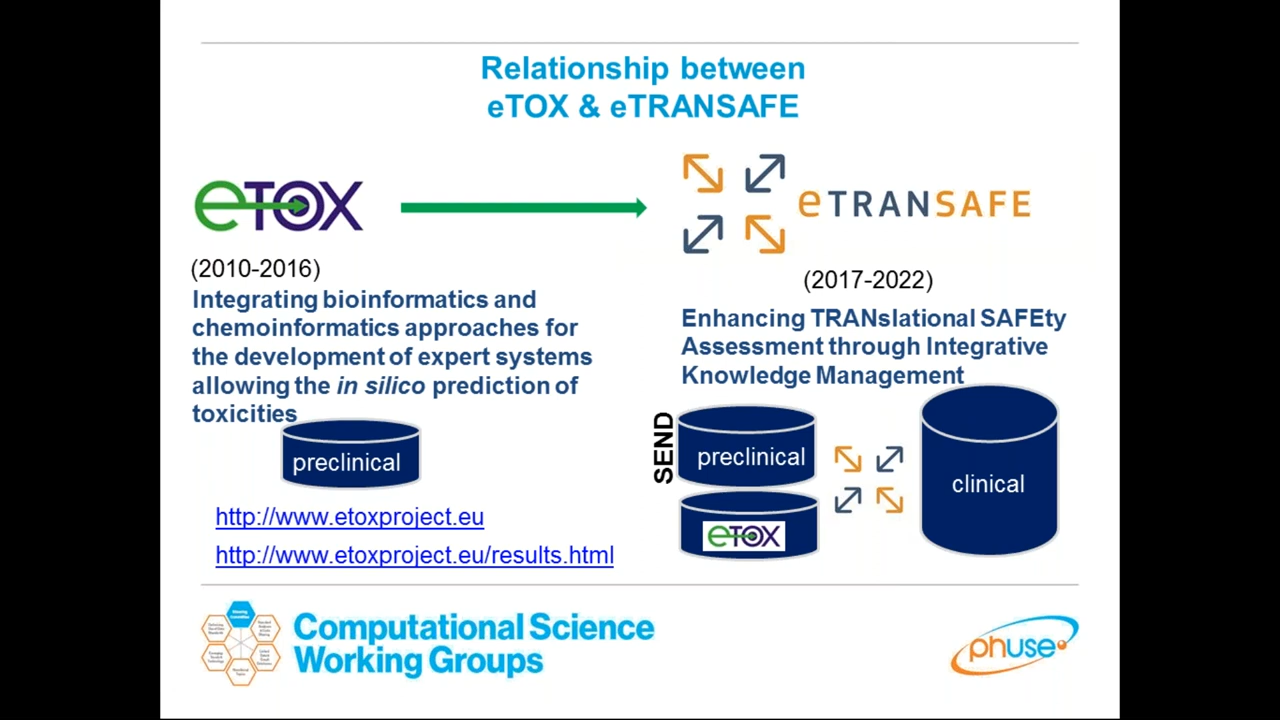 Relationship between
eTOX & eTRANSAFE
eTOX
eTRANSAFE
(2010-2016)
Integrating bioinformatics and
chemoinformatics approaches for
the development of expert systems
allowing the in silico prediction of
toxicities
preclinical
http://www.etoxproject.eu
http://www.etoxproject.eu/results.html
(2017-2022)
Enhancing TRANslational SAFEty
Assessment through Integrative
Knowledge Management
SEND
preclinical
eTOX
clinical
Computational Science
Working Groups
phuse